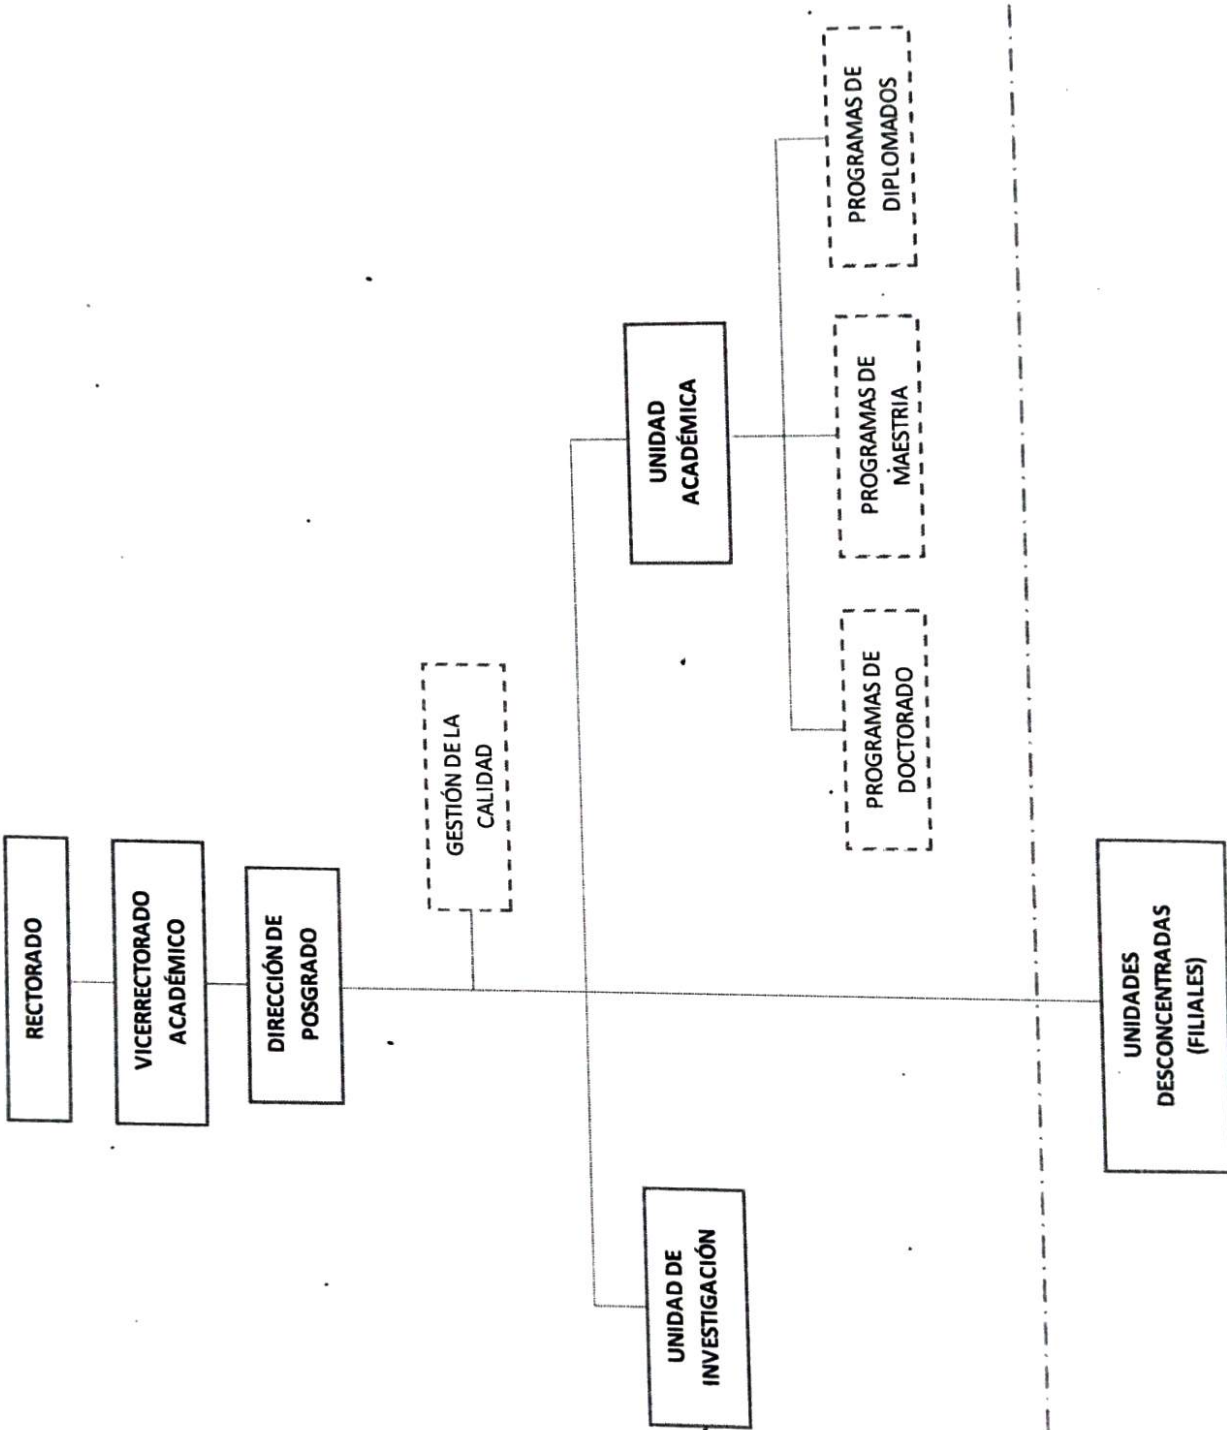 RECTORADO
VICERRECTORADO
ACADÉMICO
DIRECCIÓN DE
POSGRADO
GESTIÓN DE LA
CALIDAD
UNIDAD DE
INVESTIGACIÓN
UNIDAD
ACADÉMICA
PROGRAMAS DE
DOCTORADO
PROGRAMAS DE
MAESTRIA
PROGRAMAS DE
DIPLOMADOS
UNIDADES
DESCONCENTRADAS
(FILIALES)